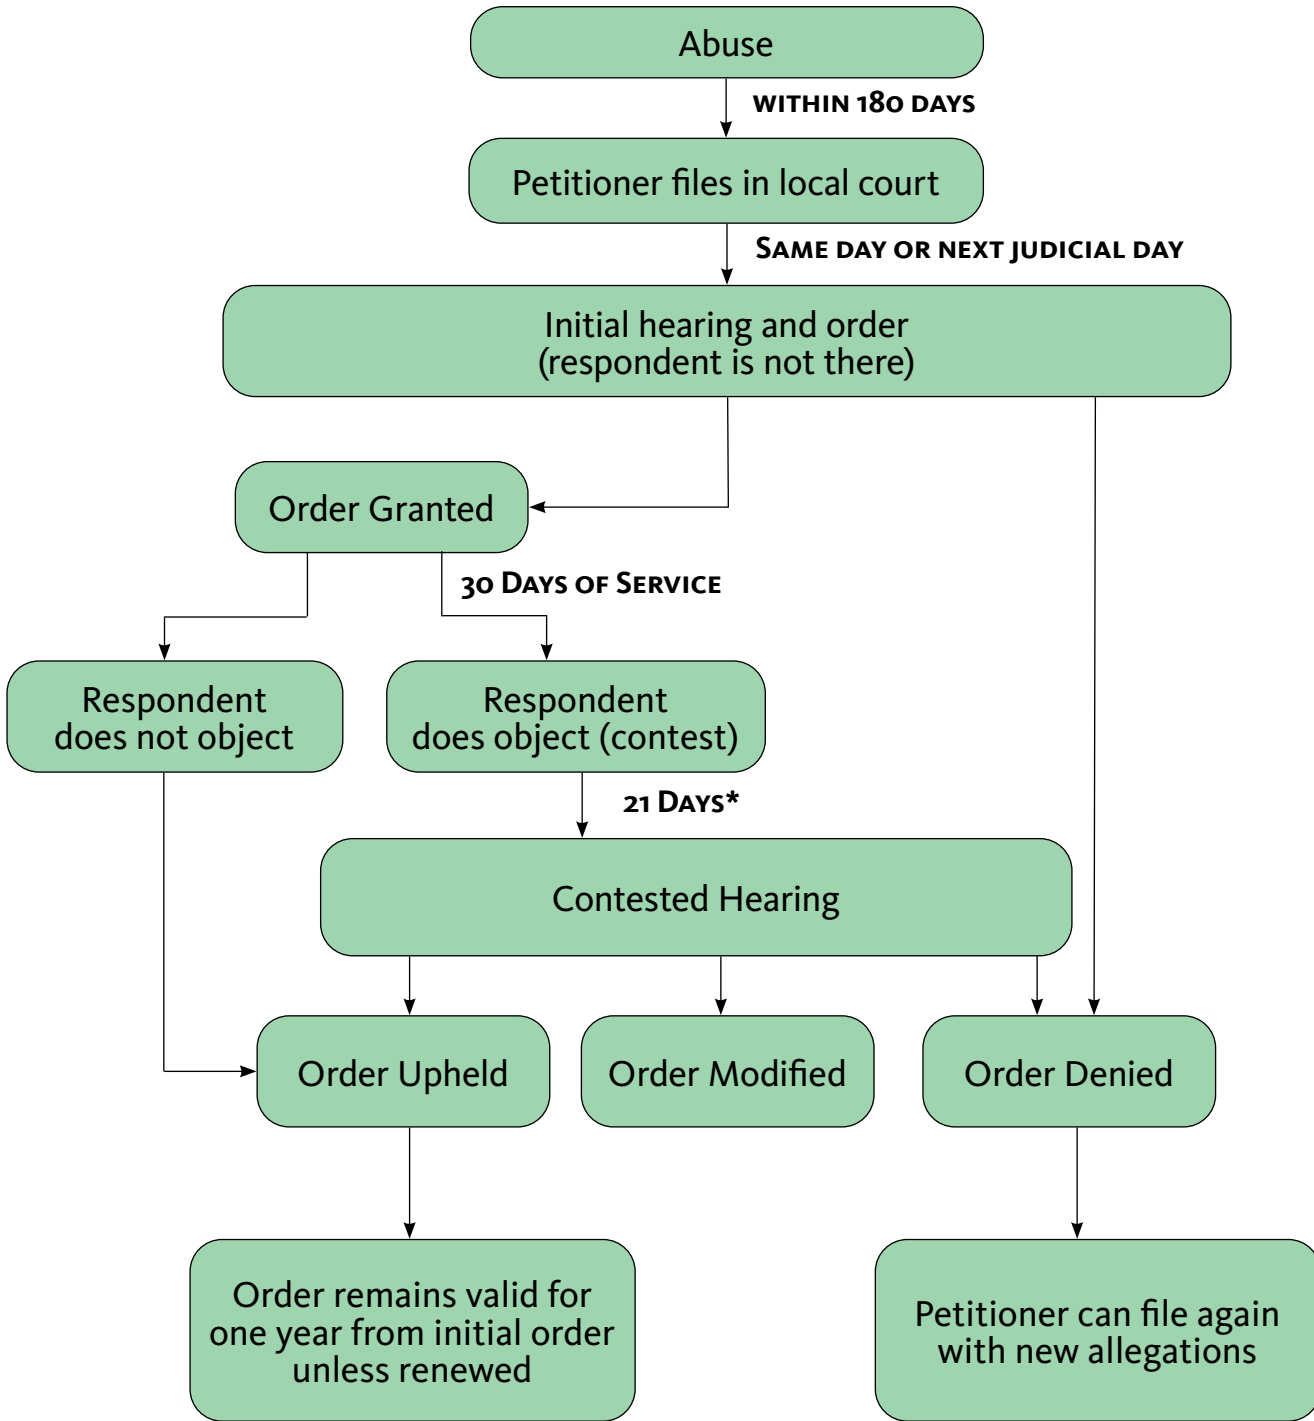 Abuse
within 180 days
Petitioner files in local court
Same day or next judicial day
Initial hearing and order
(respondent is not there)
Order Granted
30 Days of Service
Respondent
does not object
Respondent
does object (contest)
21 Days*
Contested Hearing
Order Upheld
Order Modified
Order Denied
Order remains valid for
one year from initial order
unless renewed
Petitioner can file again
with new allegations